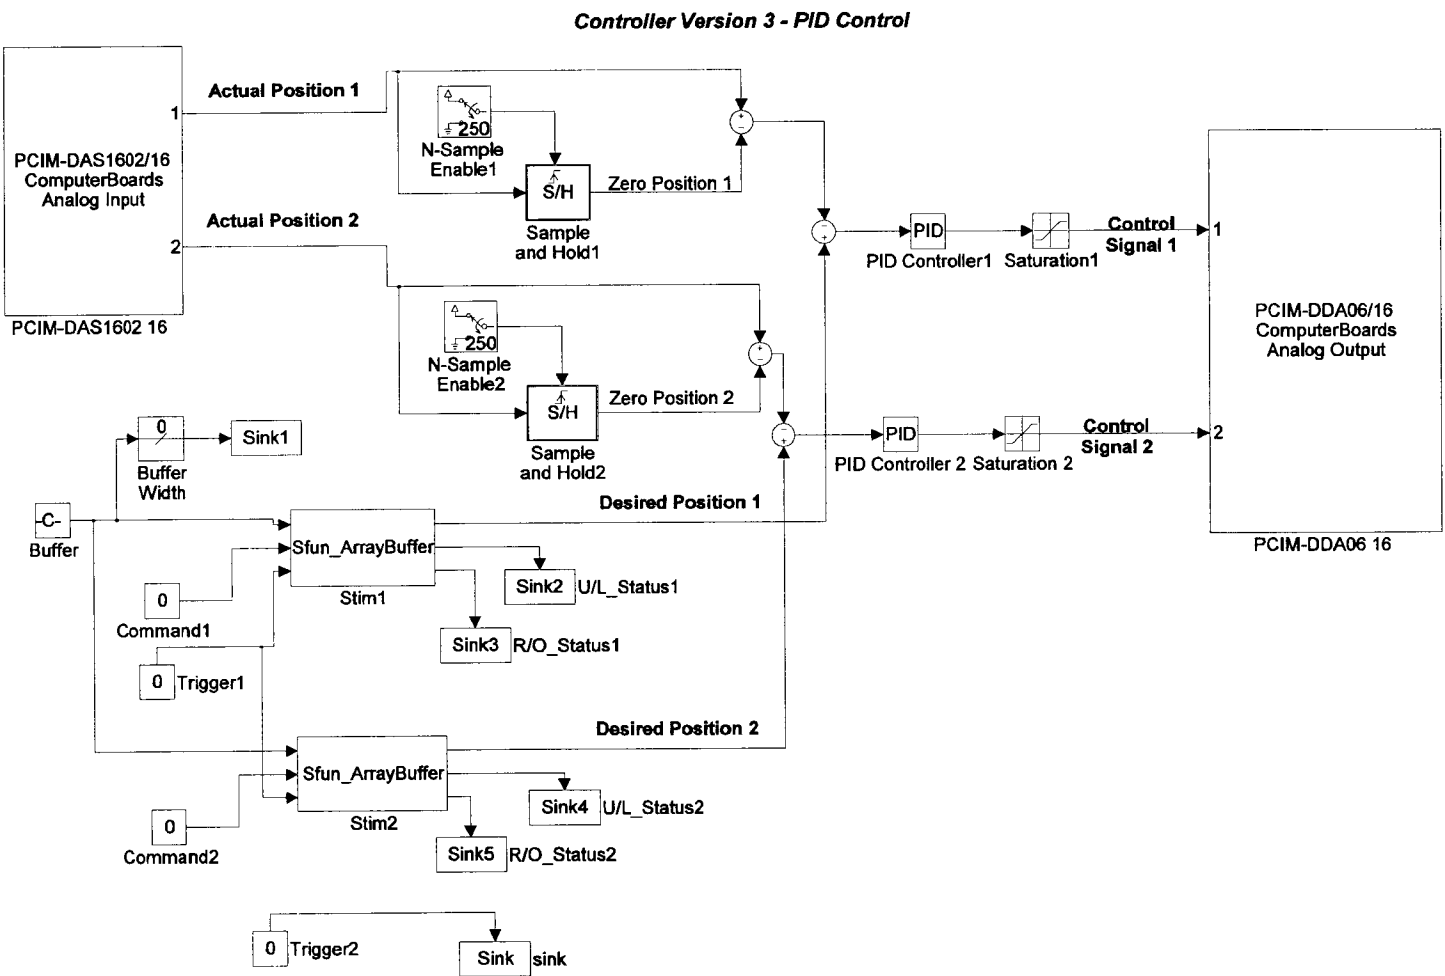 Controller Version 3 - PID Control
Actual Position 1
1
PCIM-DAS1602/16
ComputerBoards
Analog Input
Actual Position 2
2
PCIM-DAS1602 16
250
N-Sample
Enable1
S/H
Zero Position 1
Sample
and Hold1
250
N-Sample
Enable2
S/H
Zero Position 2
Sample
and Hold2
PID
PID Controller1
Saturation1
Control
Signal 1
1
PCIM-DDA06/16
ComputerBoards
Analog Output
PID
PID Controller 2
Saturation 2
Control
Signal 2
2
PCIM-DDA06 16
0
Buffer
Width
Sink1
-C-
Buffer
Desired Position 1
Sfun_ArrayBuffer
Stim1
0
Command1
Sink2
U/L_Status1
Sink3
R/O_Status1
0
Trigger1
Desired Position 2
Sfun_ArrayBuffer
Stim2
0
Command2
Sink4
U/L_Status2
Sink5
R/O_Status2
0
Trigger2
Sink
sink